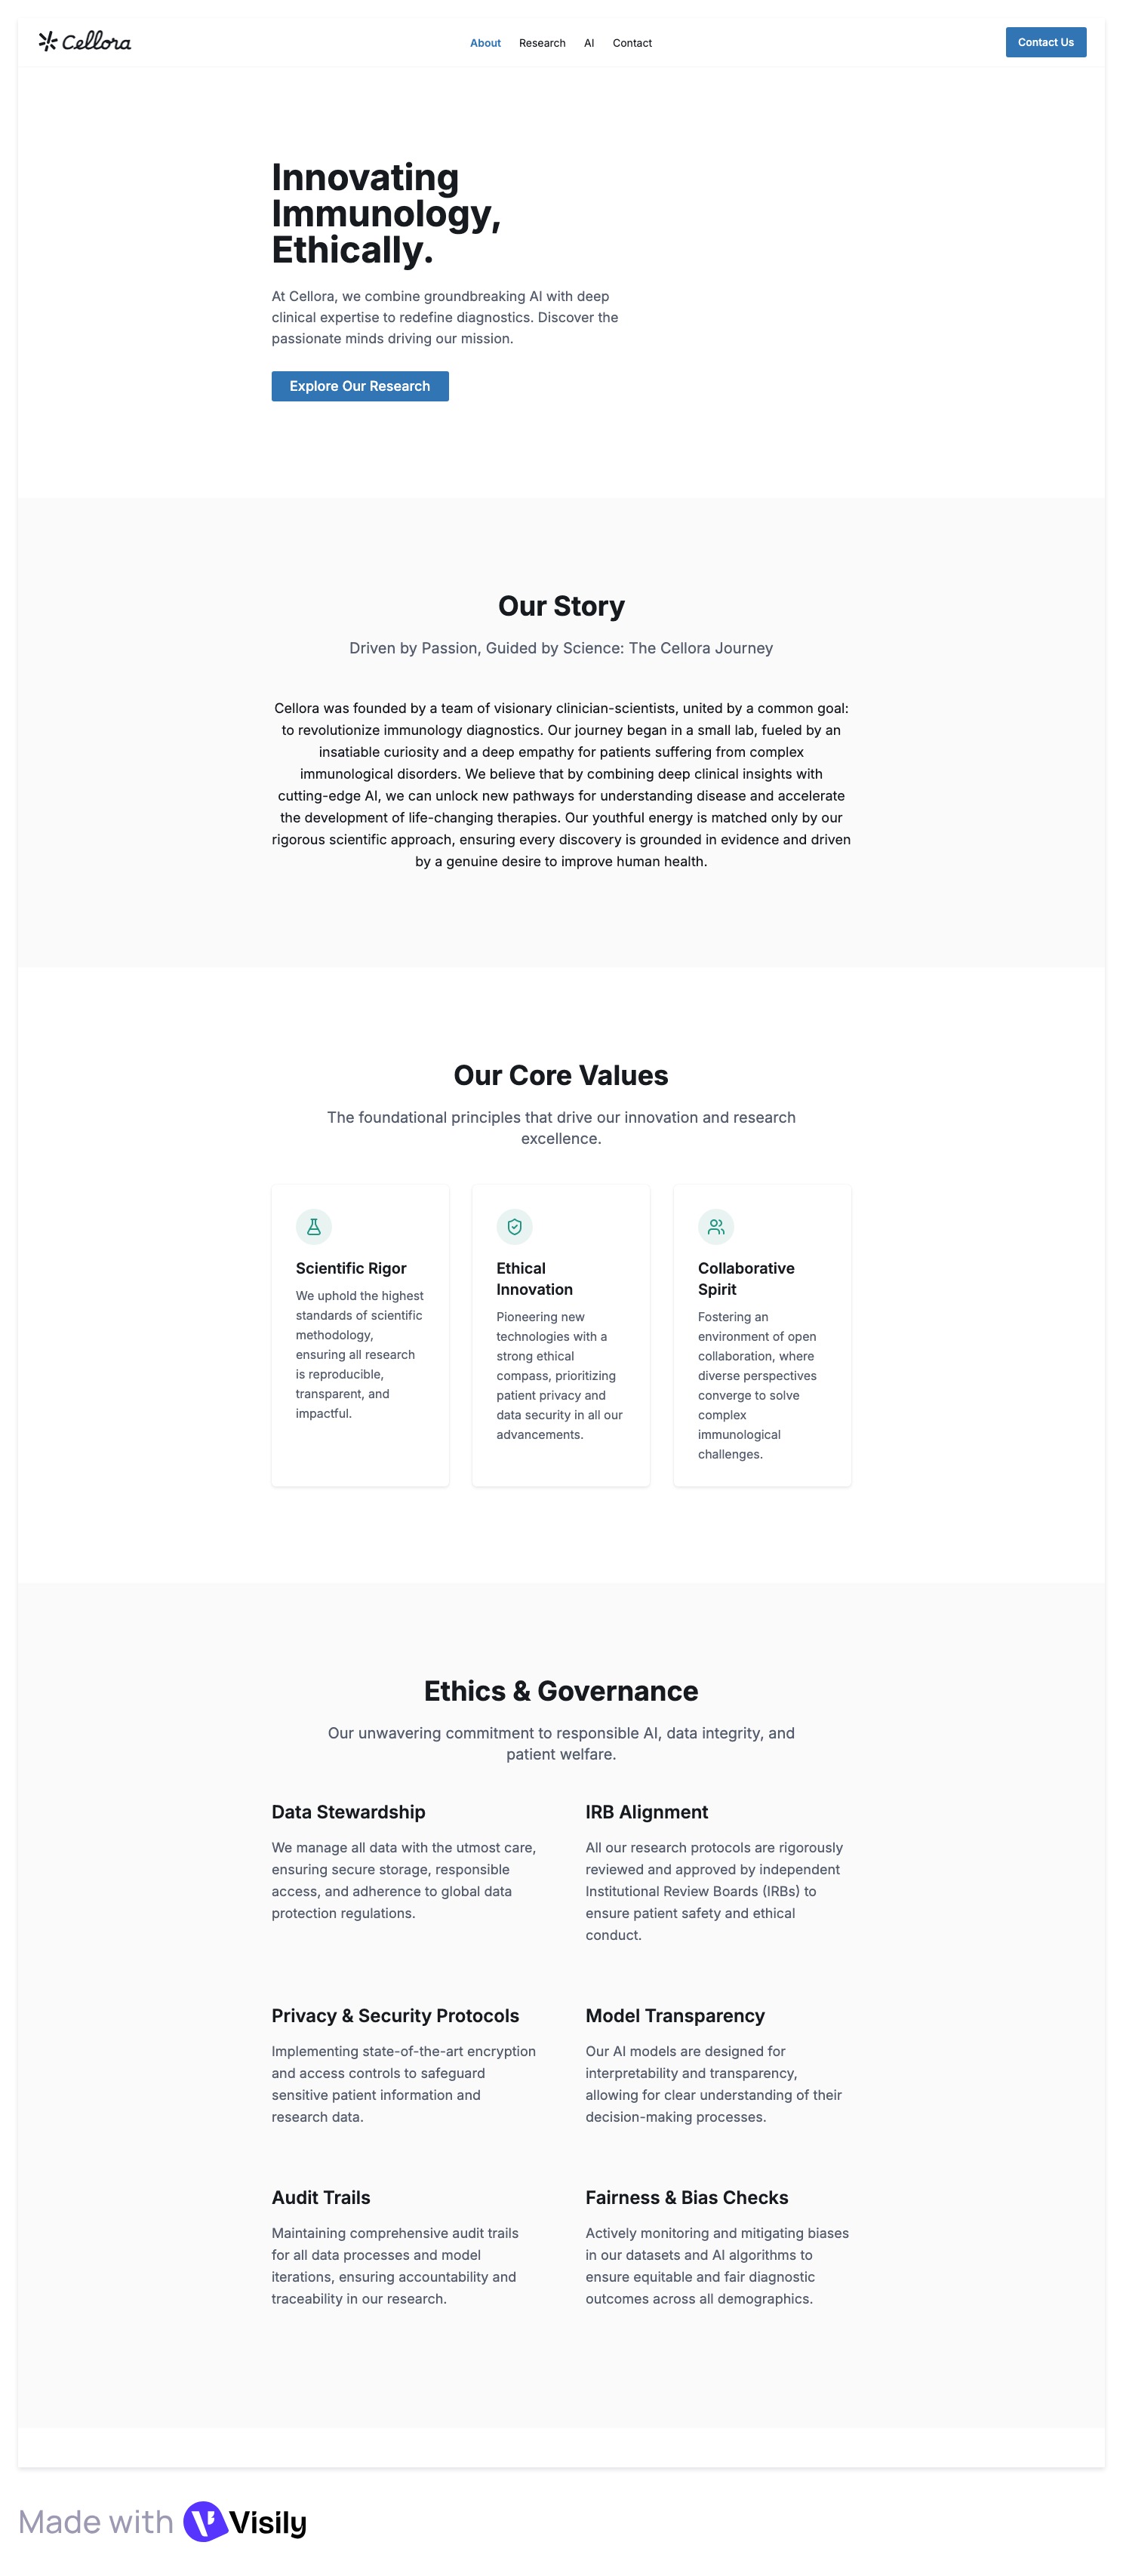 Cellora
About Research AI Contact
Contact Us
Innovating
Immunology,
Ethically.
At Cellora, we combine groundbreaking AI with deep
clinical expertise to redefine diagnostics. Discover the
passionate minds driving our mission.
Explore Our Research
Our Story
Driven by Passion, Guided by Science: The Cellora Journey
Cellora was founded by a team of visionary clinician-scientists, united by a common goal:
to revolutionize immunology diagnostics. Our journey began in a small lab, fueled by an
insatiable curiosity and a deep empathy for patients suffering from complex
immunological disorders. We believe that by combining deep clinical insights with
cutting-edge AI, we can unlock new pathways for understanding disease and accelerate
the development of life-changing therapies. Our youthful energy is matched only by our
rigorous scientific approach, ensuring every discovery is grounded in evidence and driven
by a genuine desire to improve human health.
Our Core Values
The foundational principles that drive our innovation and research
excellence.
Scientific Rigor
We uphold the highest
standards of scientific
methodology,
ensuring all research
is reproducible,
transparent, and
impactful.
Ethical
Innovation
Pioneering new
technologies with a
strong ethical
compass, prioritizing
patient privacy and
data security in all our
advancements.
Collaborative
Spirit
Fostering an
environment of open
collaboration, where
diverse perspectives
converge to solve
complex
immunological
challenges.
Ethics & Governance
Our unwavering commitment to responsible AI, data integrity, and
patient welfare.
Data Stewardship
We manage all data with the utmost care,
ensuring secure storage, responsible
access, and adherence to global data
protection regulations.
IRB Alignment
All our research protocols are rigorously
reviewed and approved by independent
Institutional Review Boards (IRBs) to
ensure patient safety and ethical
conduct.
Privacy & Security Protocols
Implementing state-of-the-art encryption
and access controls to safeguard
sensitive patient information and
research data.
Model Transparency
Our AI models are designed for
interpretability and transparency,
allowing for clear understanding of their
decision-making processes.
Audit Trails
Maintaining comprehensive audit trails
for all data processes and model
iterations, ensuring accountability and
traceability in our research.
Fairness & Bias Checks
Actively monitoring and mitigating biases
in our datasets and AI algorithms to
ensure equitable and fair diagnostic
outcomes across all demographics.
Made with Visily